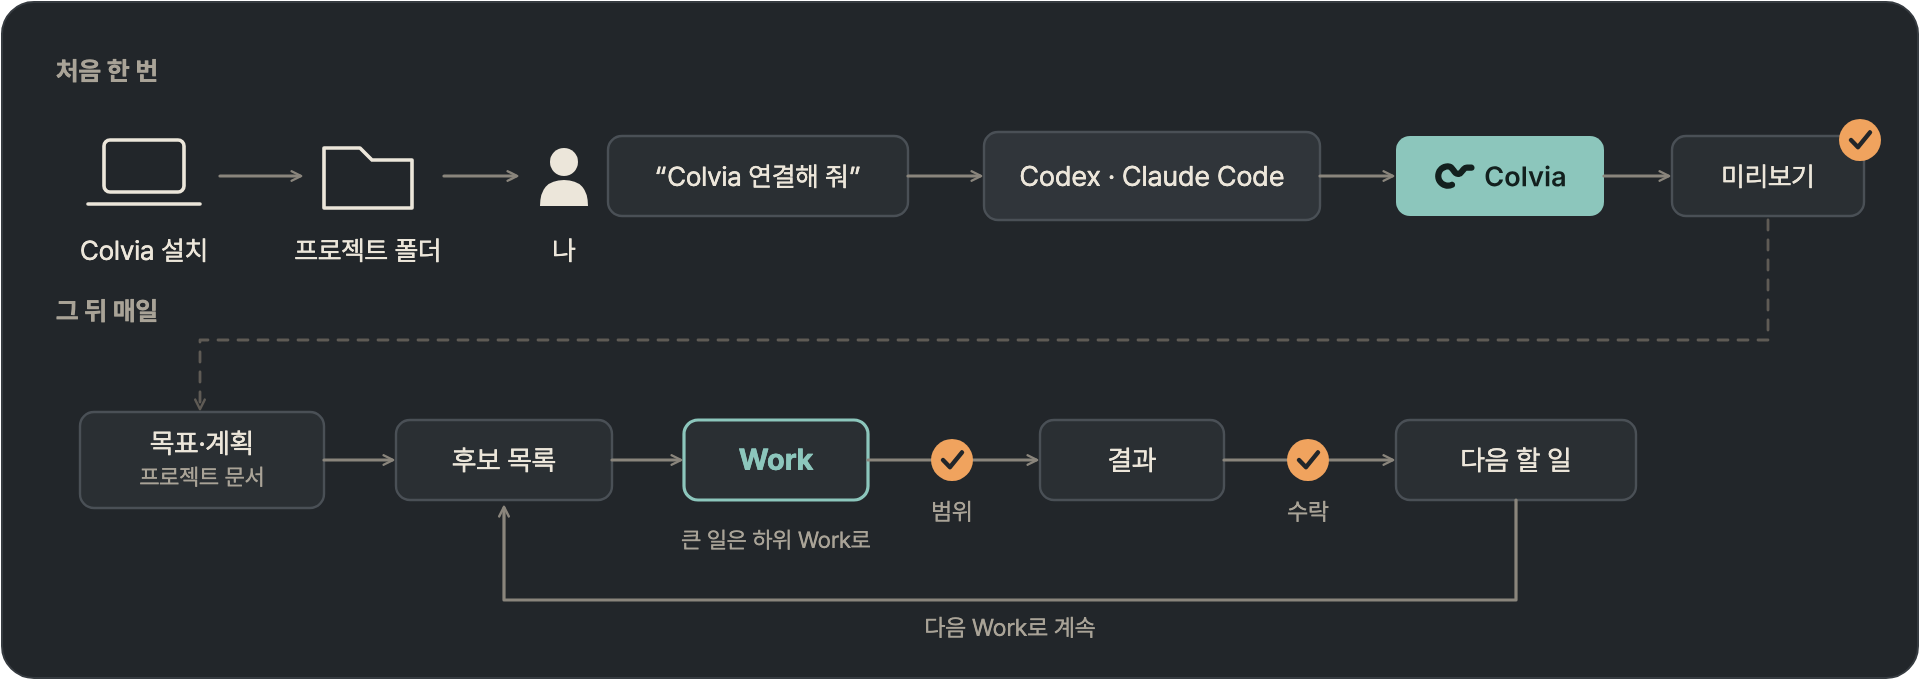 처음 한 번
“Colvia 연결해 줘”
Codex · Claude Code
Colvia
미리보기
Colvia 설치
프로젝트 폴더
나
그 뒤 매일
목표·계획
프로젝트 문서
후보 목록
Work
결과
다음 할 일
범위
수락
큰 일은 하위 Work로
다음 Work로 계속